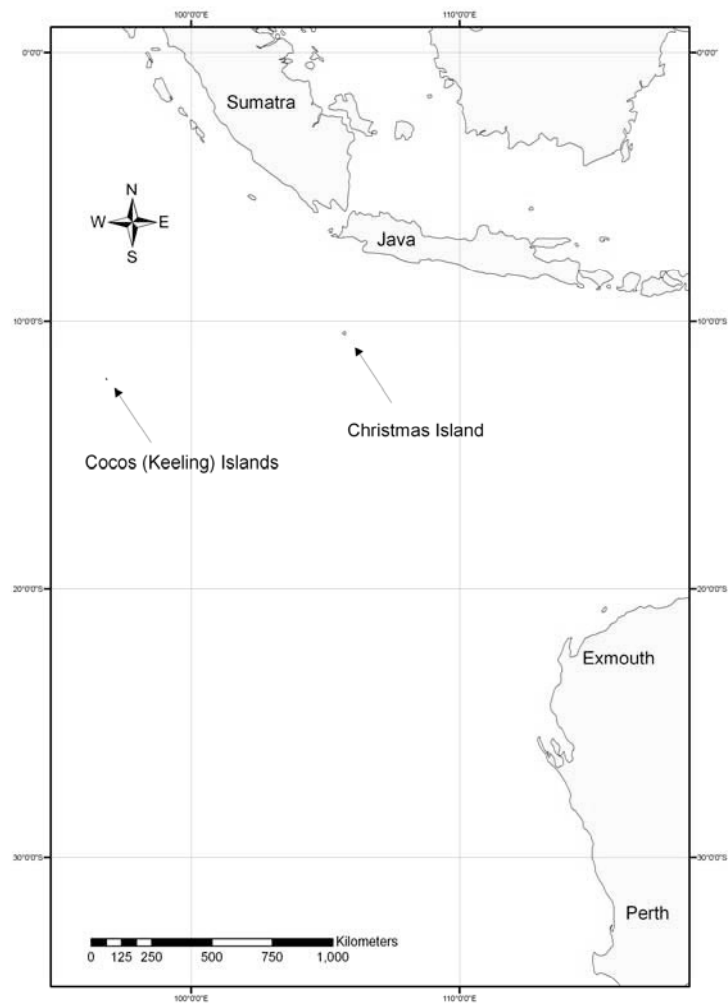 100°0'0"E 110°0'0"E
0°0'0" 0°0'0"
Sumatra
N
W E
S
Java
10°0'0"S 10°0'0"S
Christmas Island
Cocos (Keeling) Islands
20°0'0"S 20°0'0"S
Exmouth
30°0'0"S 30°0'0"S
Perth
Kilometers
0 125 250 500 750 1,000
100°0'0"E 110°0'0"E